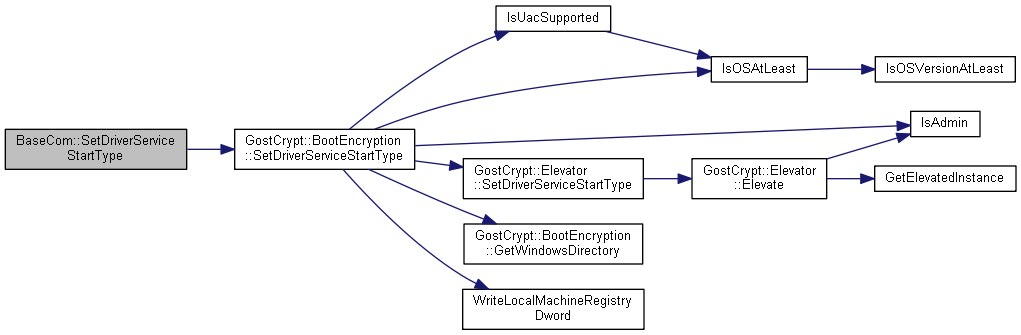 BaseCom::SetDriverService
StartType
GostCrypt::BootEncryption
::SetDriverServiceStartType
IsUacSupported
IsOSAtLeast
IsOSVersionAtLeast
IsAdmin
GostCrypt::Elevator
::SetDriverServiceStartType
GostCrypt::Elevator
::Elevate
GetElevatedInstance
GostCrypt::BootEncryption
::GetWindowsDirectory
WriteLocalMachineRegistry
Dword